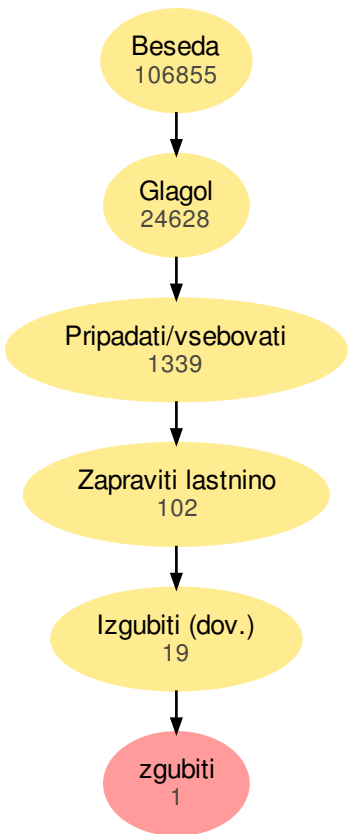 Beseda
106855
Glagol
24628
Pripadati/vsebovati
1339
Zapraviti lastnino
102
Izgubiti (dov.)
19
zgubiti
1